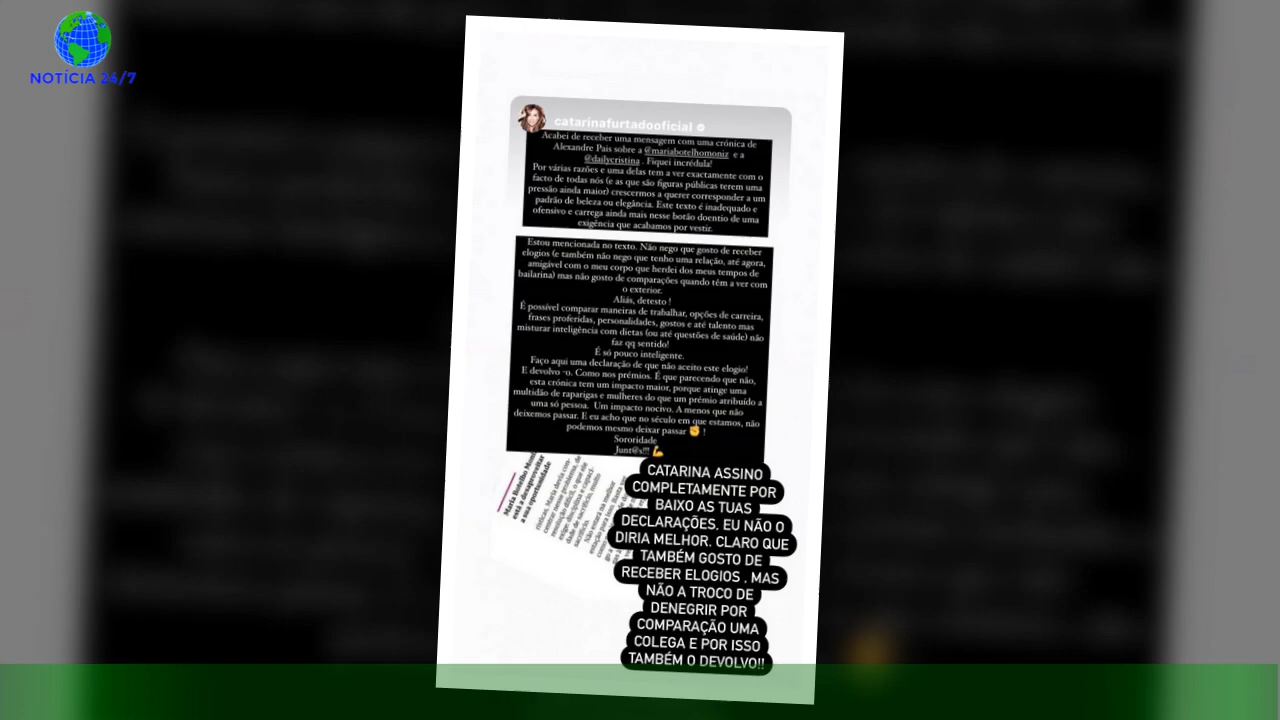 NOTÍCIA 24/7
catarinafurtadooficial
Acabei de receber uma mensagem com uma crónica de
Alexandre Pais sobre a @mariabotelhomoniz e a
@dailycristina . Fiquei incrédula!
Por várias razões e uma delas tem a ver exactamente com o
facto de todas nós (e as que são figuras públicas terem uma
pressão ainda maior) crescermos a querer corresponder a um
padrão de beleza ou elegância. Este texto é inadequado e
ofensivo e carrega ainda mais nesse botão doentio de uma
exigência que acabamos por vestir.
Estou mencionada no texto. Não nego que gosto de receber
elogios (e também não nego que tenho uma relação, até agora,
amigável com o meu corpo que herdei dos meus tempos de
bailarina) mas não gosto de comparações quando têm a ver com
o exterior.
Aliás, detesto !
É possível comparar maneiras de trabalhar, opções de carreira,
frases proferidas, personalidades, gostos e até talento mas
misturar inteligência com dietas (ou até questões de saúde) não
faz qq sentido!
É só pouco inteligente.
Faço aqui uma declaração de que não aceito este elogio!
E devolvo -o. Como nos prémios. É que parecendo que não,
esta crónica tem um impacto maior, porque atinge uma
multidão de raparigas e mulheres do que um prémio atribuído a
uma só pessoa. Um impacto nocivo. A menos que não
deixemos passar. E eu acho que no século em que estamos, não
podemos mesmo deixar passar ✊ !
Sororidade
Junt@s!!! 💪
Maria Botelho
está a desaproveitar
a sua oportunidade
CATARINA ASSINO
COMPLETAMENTE POR
BAIXO AS TUAS
DECLARAÇÕES, EU NÃO O
DIRIA MELHOR. CLARO QUE
TAMBÉM GOSTO DE
RECEBER ELOGIOS , MAS
NÃO A TROCO DE
DENEGRIR POR
COMPARAÇÃO UMA
COLEGA E POR ISSO
TAMBÉM O DEVOLVO!!